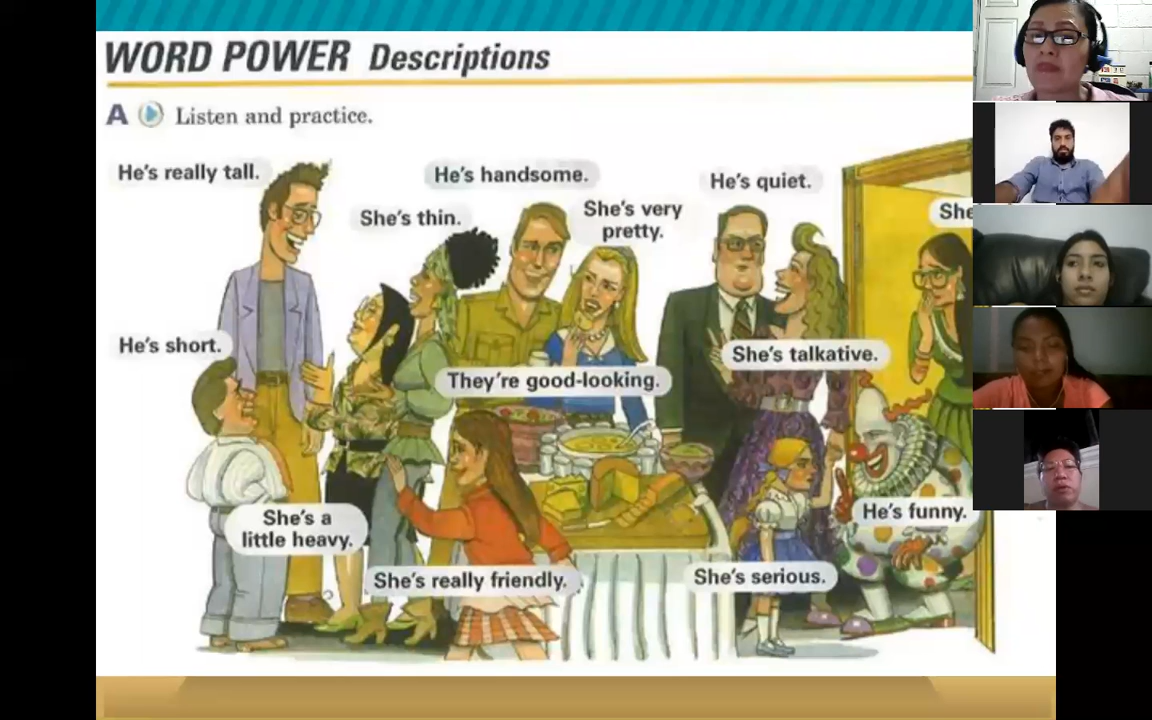 WORD POWER Descriptions
A Listen and practice.
He's really tall.
He's handsome.
He's quiet.
She's thin.
She's very
pretty.
She
He's short.
She's talkative.
They're good-looking.
She's a
little heavy.
He's funny.
She's really friendly.
She's serious.